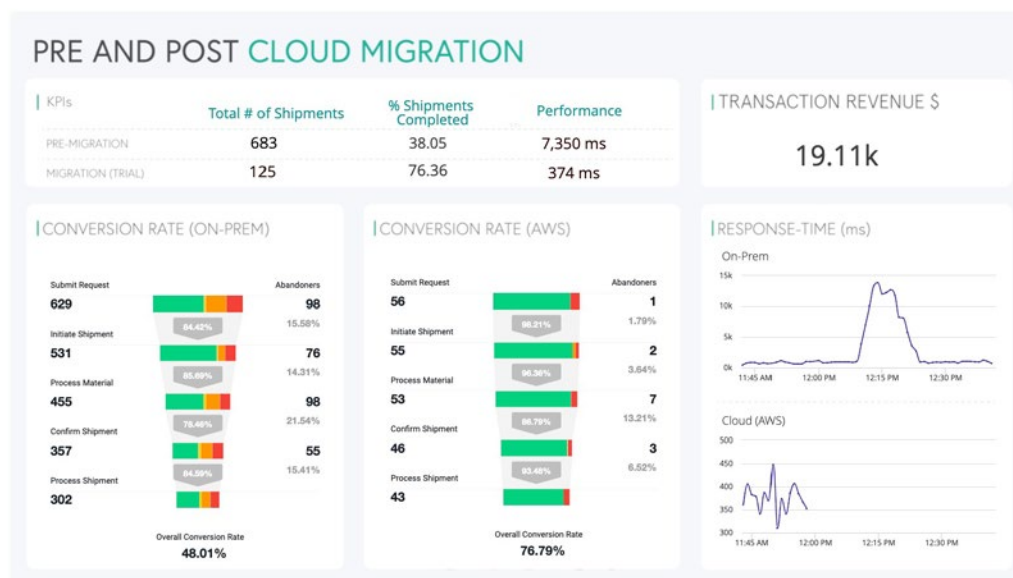 PRE AND POST CLOUD MIGRATION
KPIs
Total # of Shipments
% Shipments
Completed
Performance
PRE-MIGRATION 683 38.05 7,350 ms
MIGRATION (TRIAL) 125 76.36 374 ms
TRANSACTION REVENUE $
19.11k
CONVERSION RATE (ON-PREM)
Submit Request Abandoners
629 98
84.42% 15.58%
Initiate Shipment
531 76
85.69% 14.31%
Process Material
455 98
78.46% 21.54%
Confirm Shipment
357 55
84.59% 15.41%
Process Shipment
302
Overall Conversion Rate
48.01%
CONVERSION RATE (AWS)
Submit Request Abandoners
56 1
98.21% 1.79%
Initiate Shipment
55 2
96.36% 3.64%
Process Material
53 7
86.79% 13.21%
Confirm Shipment
46 3
93.48% 6.52%
Process Shipment
43
Overall Conversion Rate
76.79%
RESPONSE-TIME (ms)
On-Prem
15k
10k
5k
0k
11:45 AM 12:00 PM 12:15 PM 12:30 PM
Cloud (AWS)
500
450
400
350
300
11:45 AM 12:00 PM 12:15 PM 12:30 PM